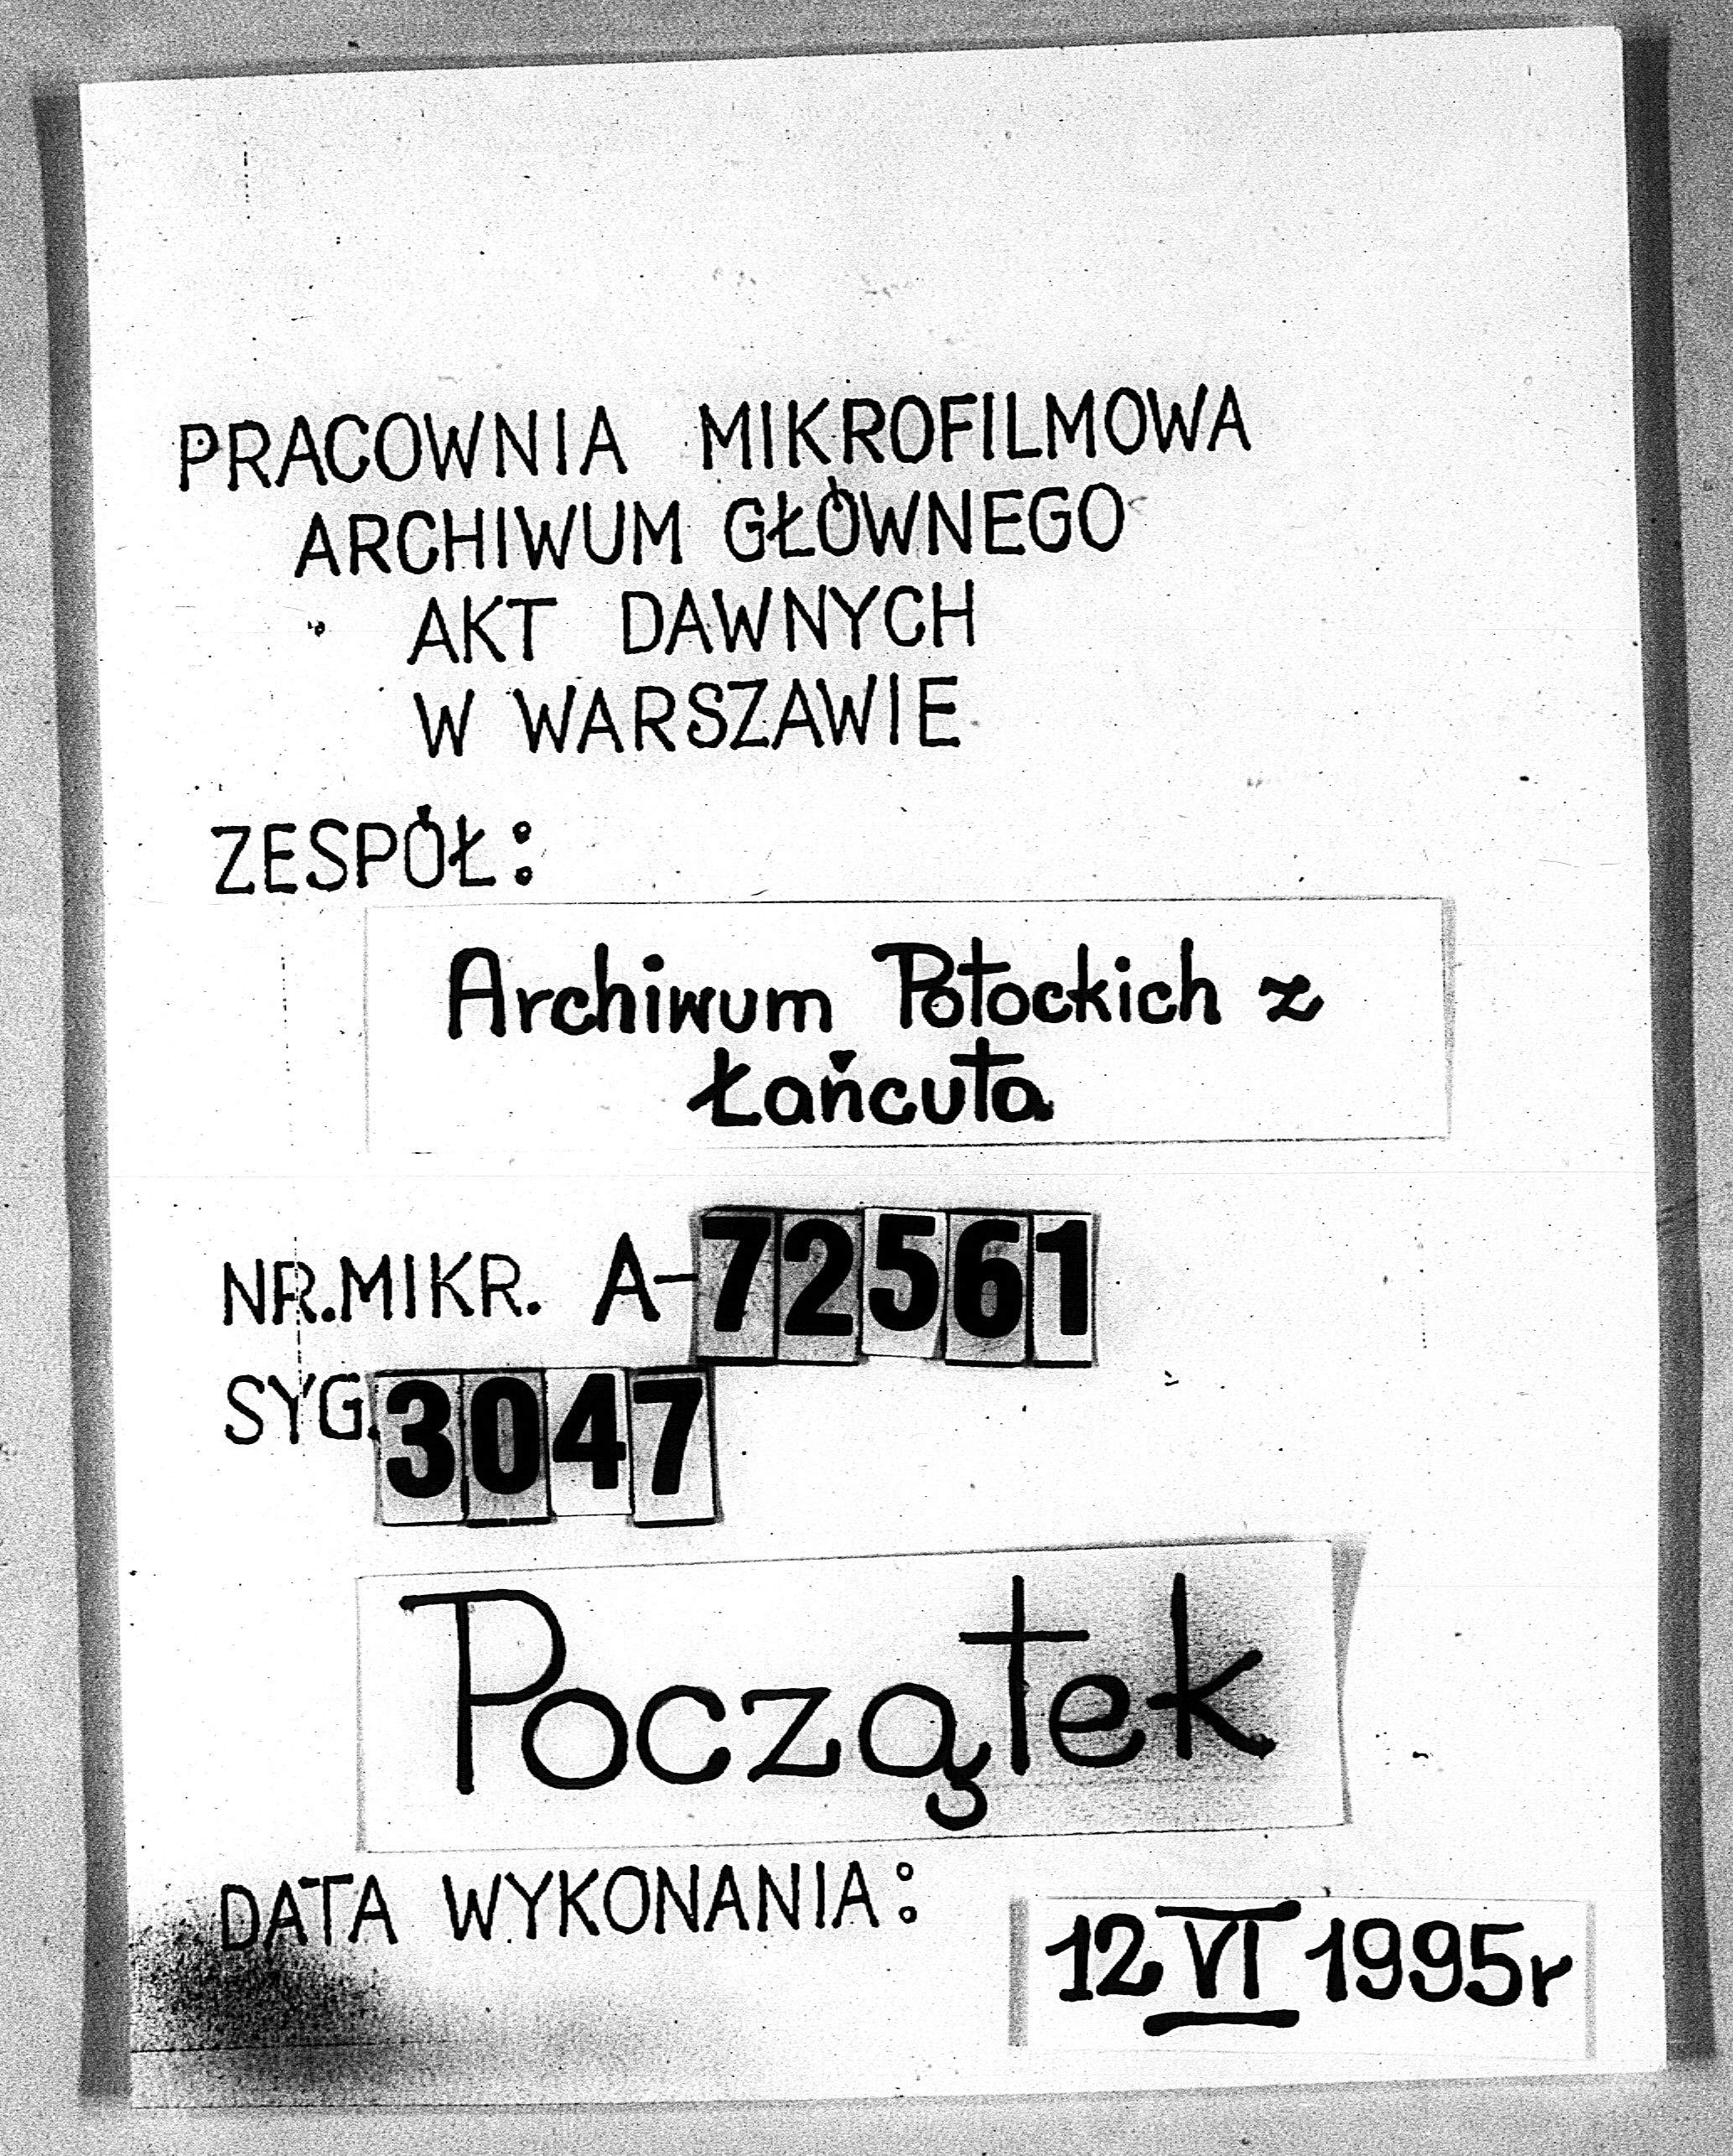 PRACOWNIA MIKROFILMOWA
ARCHIWUM GŁÓWNEGO
AKT DAWNYCH
W WARSZAWIE
ZESPÓŁ:
Archiwum Potockich z
Łańcuta
NR.MIKR. A-72561
SYG.3047
Początek
DATA WYKONANIA:
12 VI 1995r